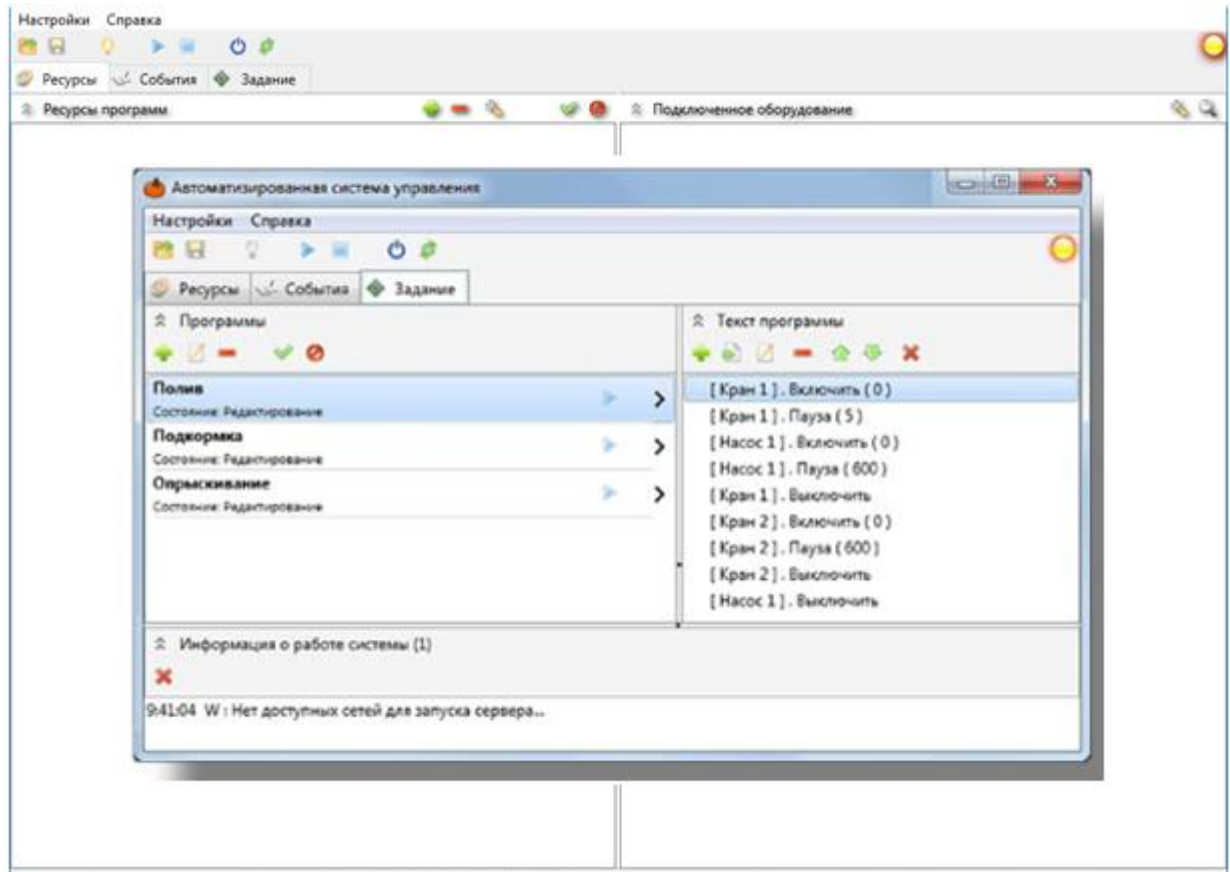 Настройки Справка
Ресурсы События Задание
Ресурсы программ Подключенное оборудование
Автоматизированная система управления
Настройки Справка
Ресурсы События Задание
Программы
Текст программы
Полив
Состояние: Редактирование
Подкормка
Состояние: Редактирование
Опрыскивание
Состояние: Редактирование
[ Кран 1 ] . Включить ( 0 )
[ Кран 1 ] . Пауза ( 5 )
[ Насос 1 ] . Включить ( 0 )
[ Насос 1 ] . Пауза ( 600 )
[ Кран 1 ] . Выключить
[ Кран 2 ] . Включить ( 0 )
[ Кран 2 ] . Пауза ( 600 )
[ Кран 2 ] . Выключить
[ Насос 1 ] . Выключить
Информация о работе системы (1)
9:41:04 W : Нет доступных сетей для запуска сервера...